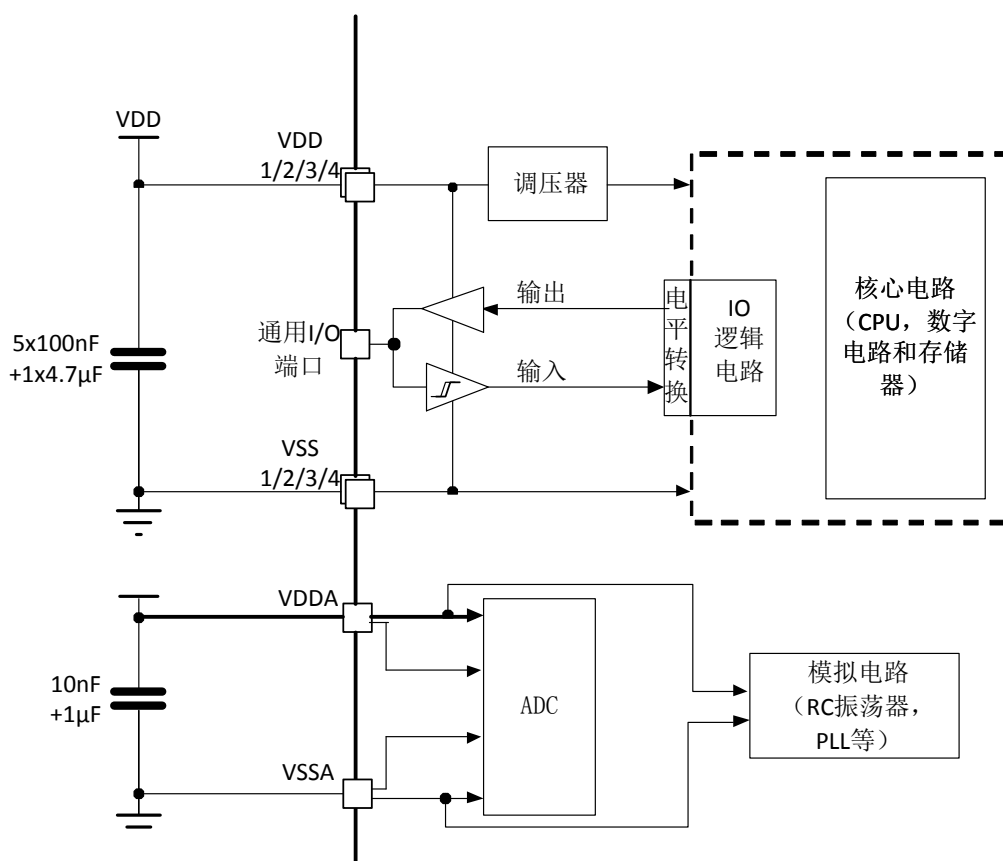 VDD
VDD
1/2/3/4
调压器
5x100nF
+1x4.7μF
通用I/O
端口
输出
输入
电
平
转
换
IO
逻辑
电路
核心电路
（CPU，数字
电路和存储
器）
VSS
1/2/3/4
VDDA
10nF
+1μF
ADC
模拟电路
（RC振荡器，
PLL等）
VSSA